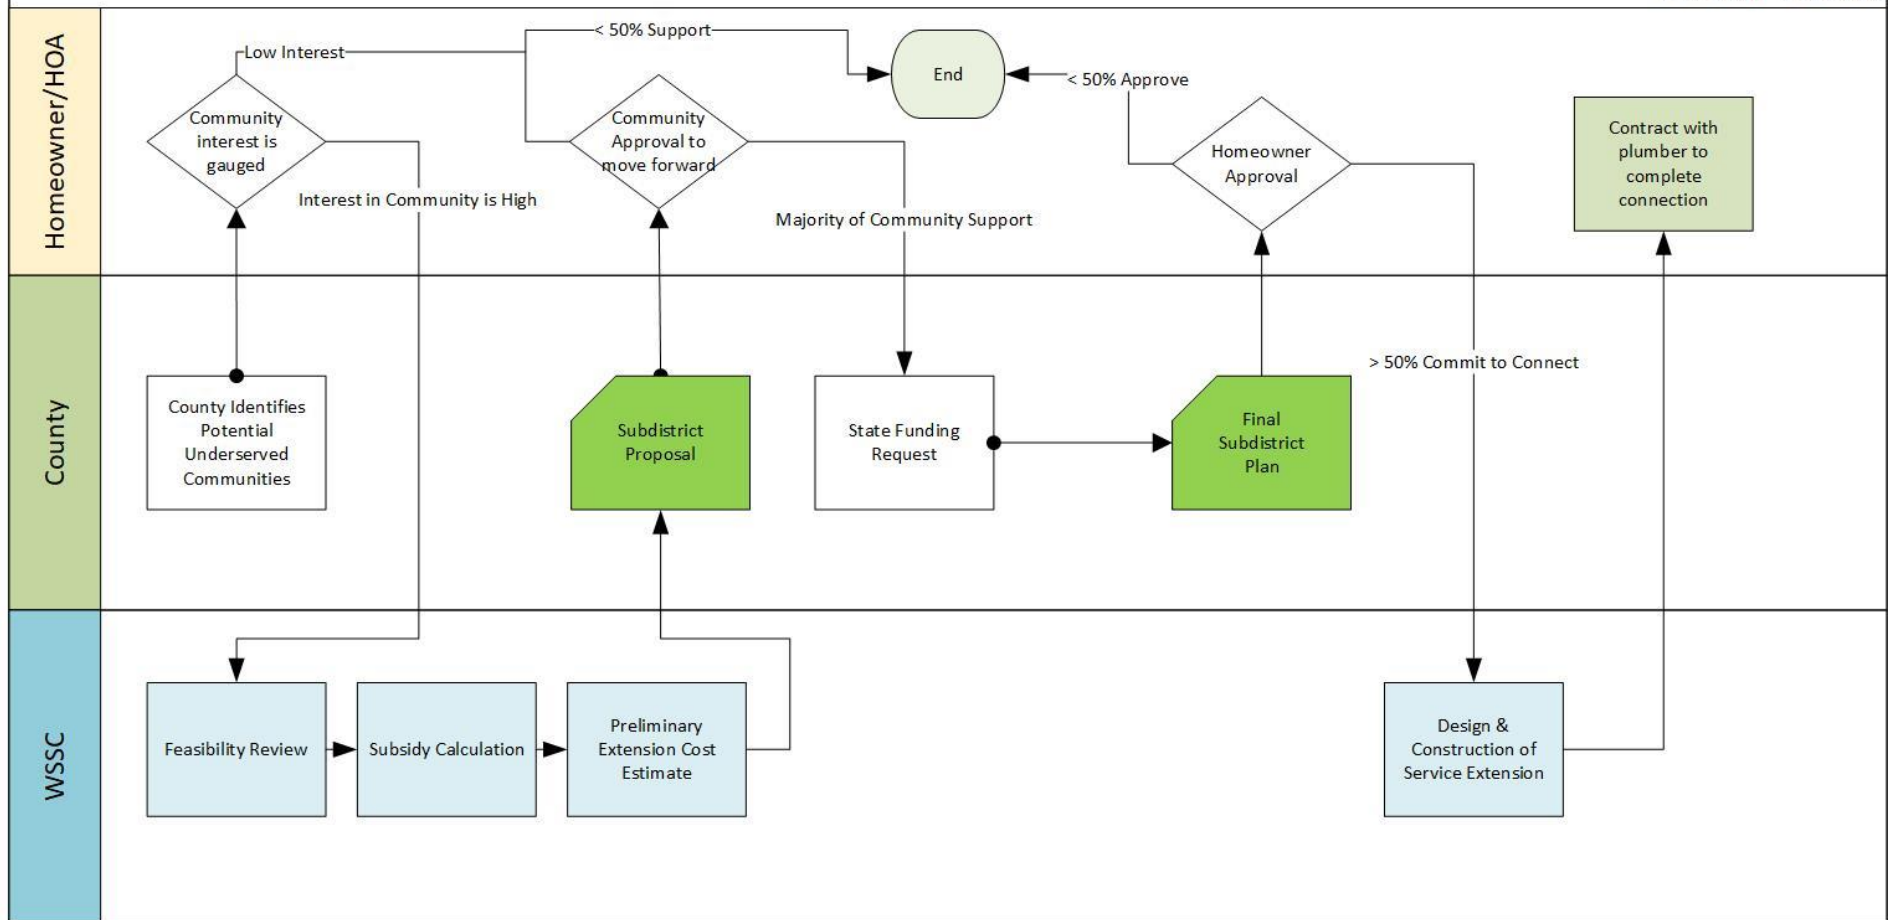 Homeowner/HOA
Low Interest
< 50% Support
End
< 50% Approve
Community
interest is
gauged
Community
Approval to
move forward
Homeowner
Approval
Contract with
plumber to
complete
connection
Interest in Community is High
Majority of Community Support
County
County Identifies
Potential
Underserved
Communities
Subdistrict
Proposal
State Funding
Request
Final
Subdistrict
Plan
> 50% Commit to Connect
WSSC
Feasibility Review
Subsidy Calculation
Preliminary
Extension Cost
Estimate
Design &
Construction of
Service Extension